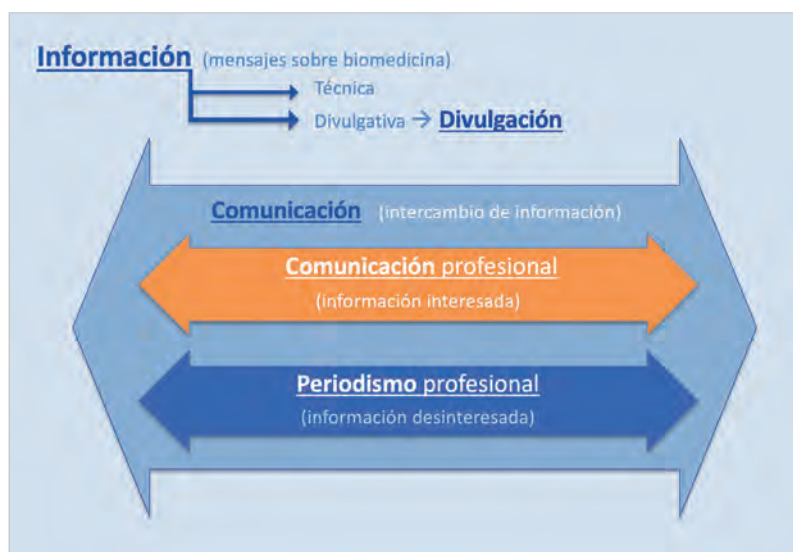 Información (mensajes sobre biomedicina)
Técnica
Divulgativa → Divulgación
Comunicación (intercambio de información)
Comunicación profesional
(información interesada)
Periodismo profesional
(información desinteresada)